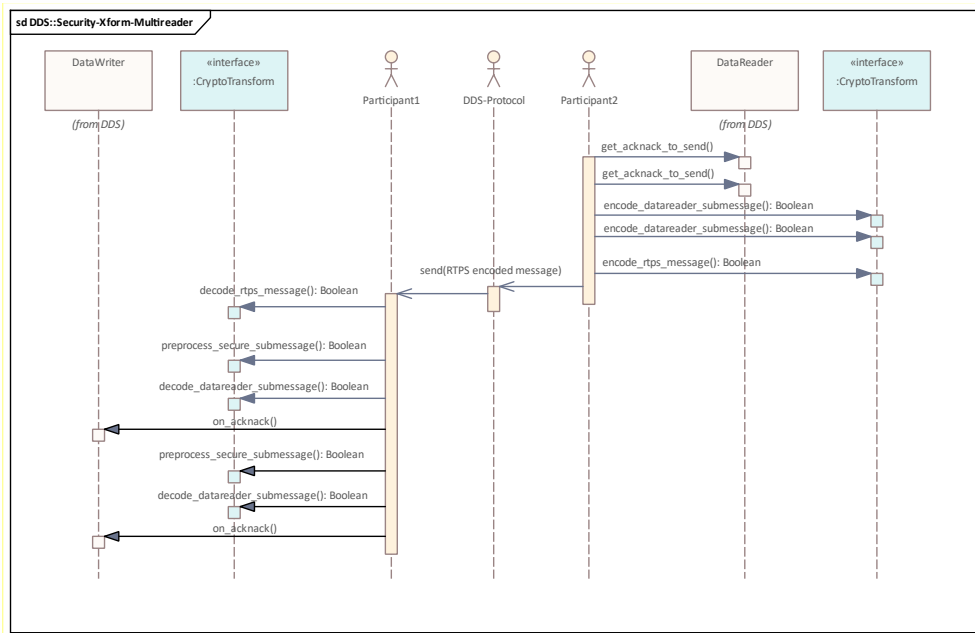 sd DDS::Security-Xform-Multireader
DataWriter
(from DDS)
«interface»
:CryptoTransform
Participant1
DDS-Protocol
Participant2
DataReader
(from DDS)
«interface»
:CryptoTransform
get_acknack_to_send()
get_acknack_to_send()
encode_datareader_submessage(): Boolean
encode_datareader_submessage(): Boolean
encode_rtps_message(): Boolean
send(RTPS encoded message)
decode_rtps_message(): Boolean
preprocess_secure_submessage(): Boolean
decode_datareader_submessage(): Boolean
on_acknack()
preprocess_secure_submessage(): Boolean
decode_datareader_submessage(): Boolean
on_acknack()